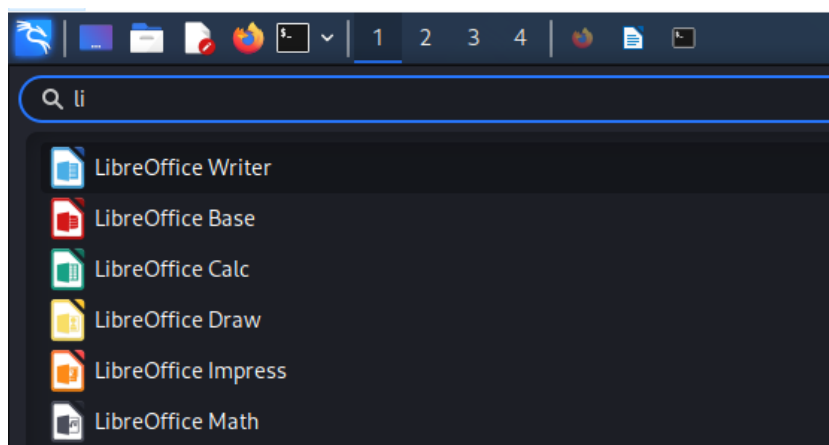 1 2 3 4
li
LibreOffice Writer
LibreOffice Base
LibreOffice Calc
LibreOffice Draw
LibreOffice Impress
LibreOffice Math